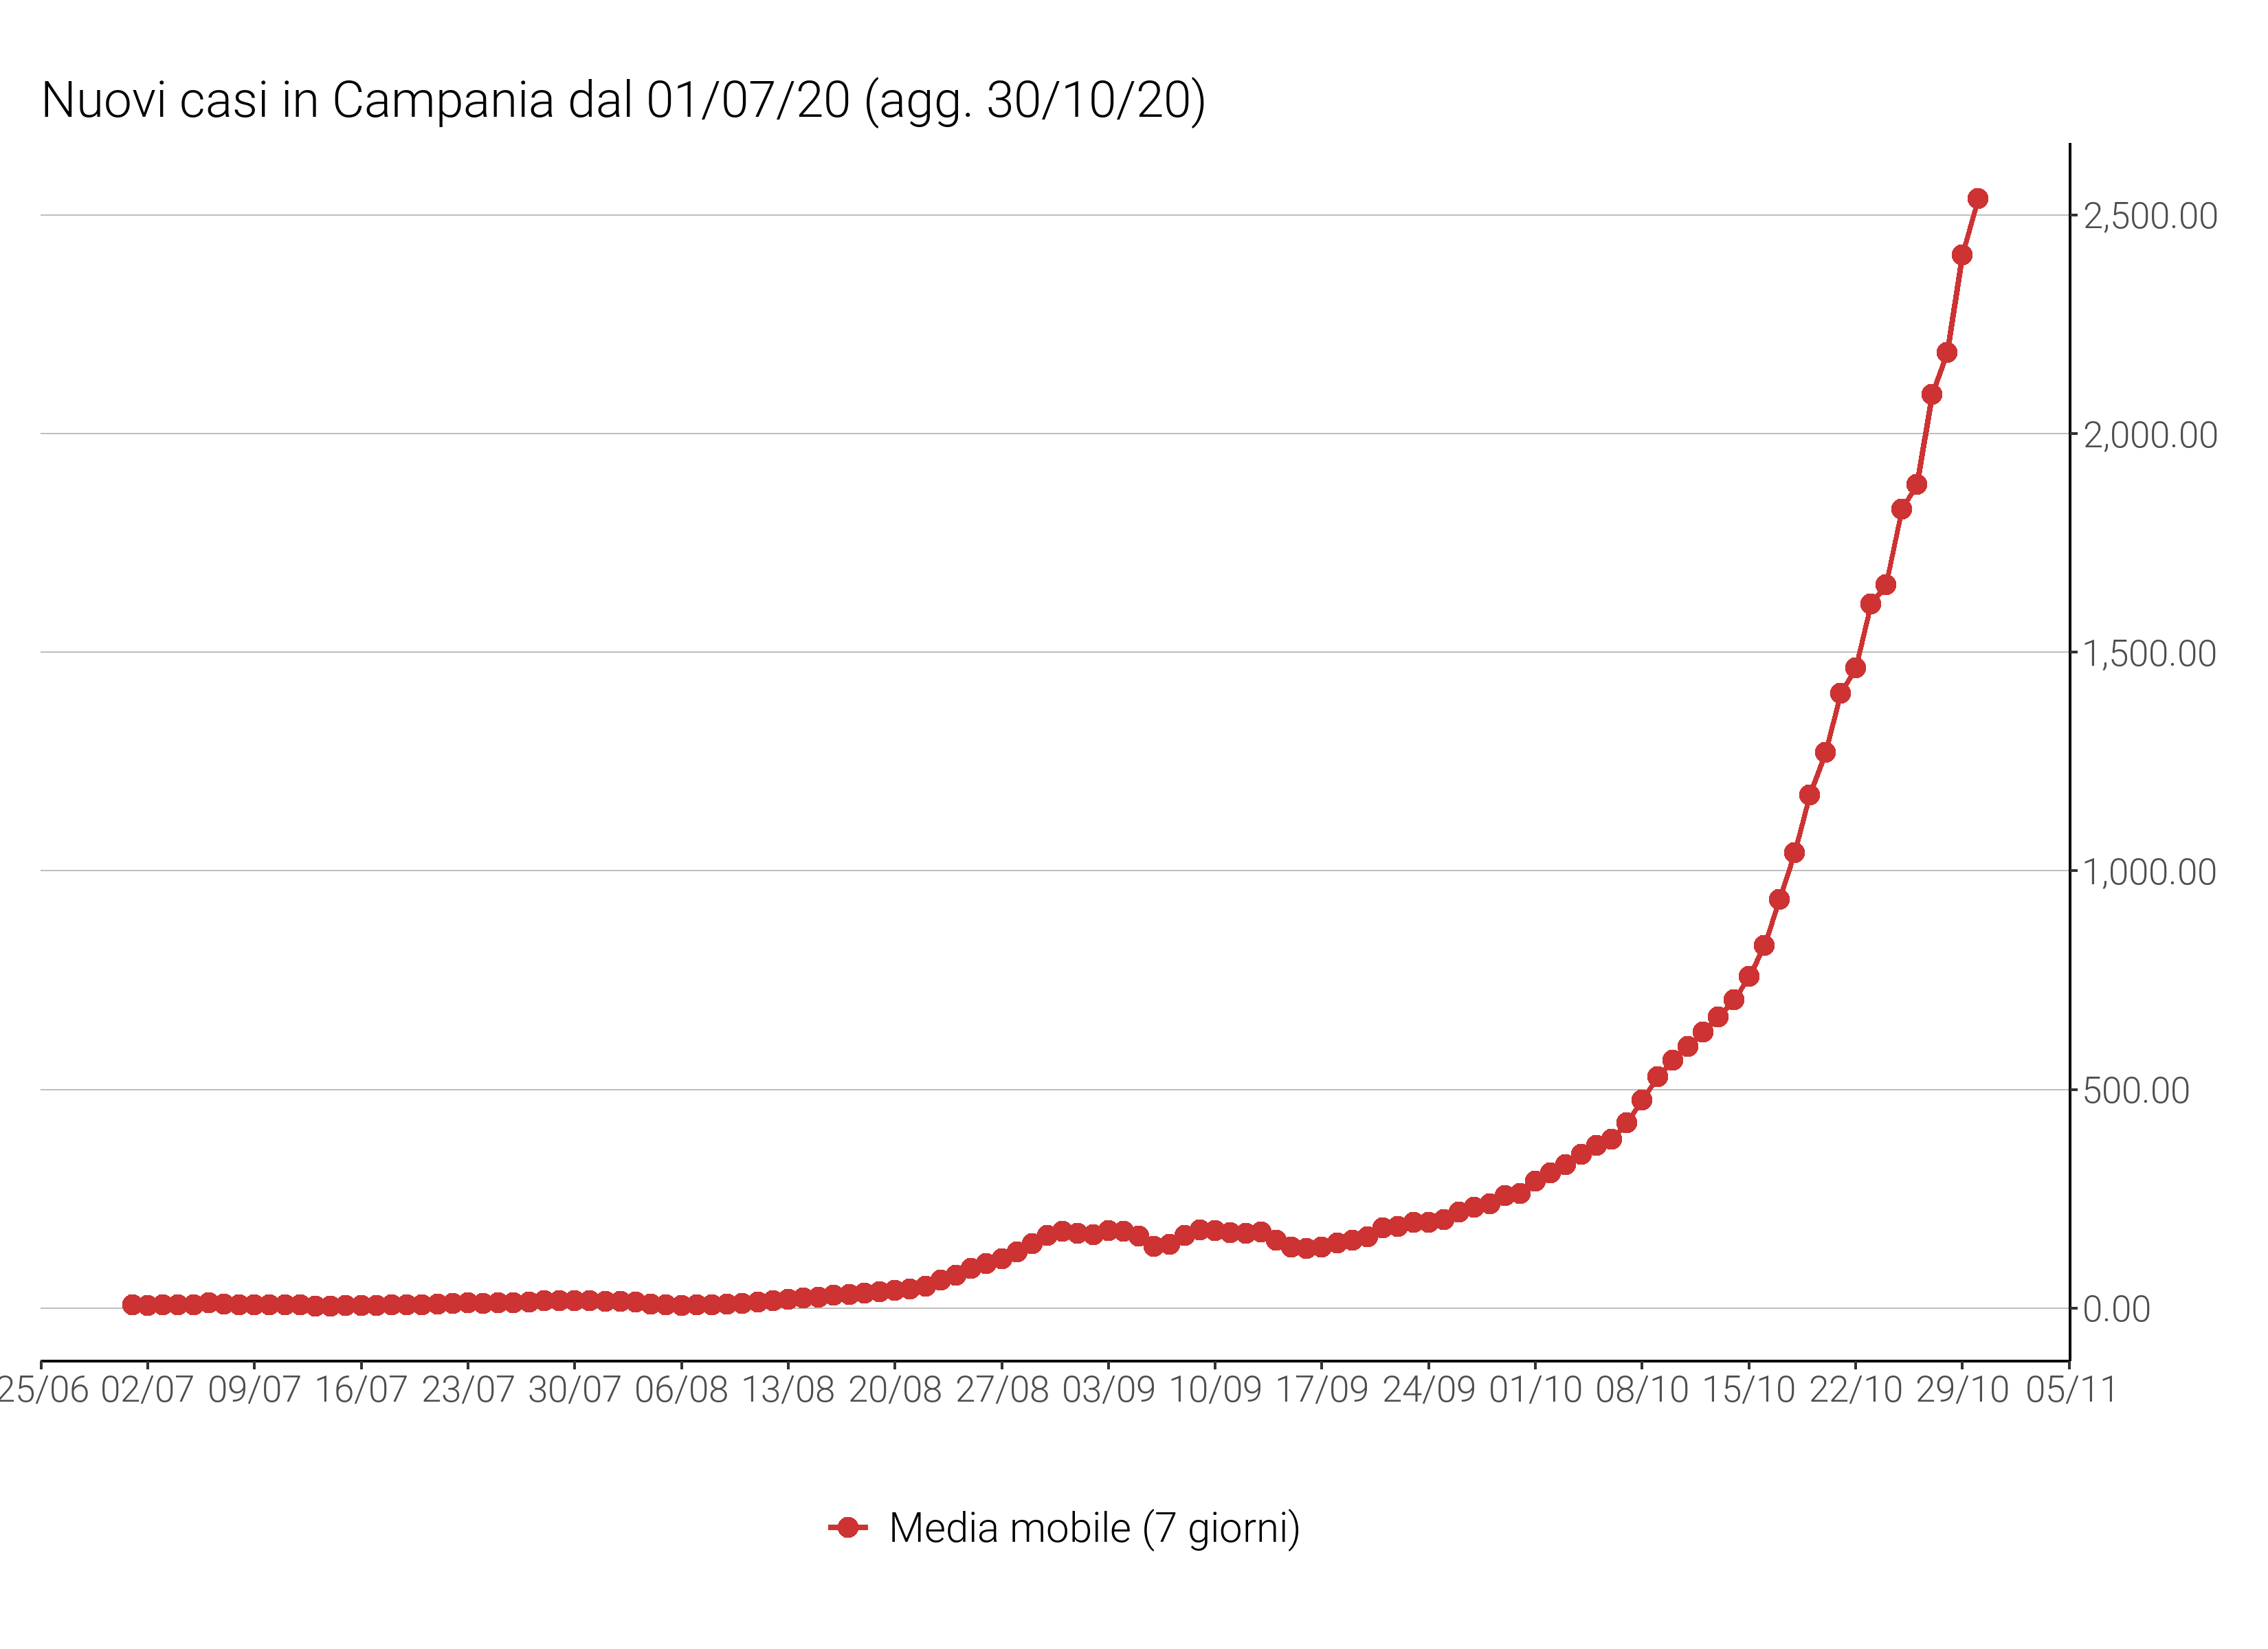 Nuovi casi in Campania dal 01/07/20 (agg. 30/10/20)
2,500.00
2,000.00
1,500.00
1,000.00
500.00
0.00
25/06 02/07 09/07 16/07 23/07 30/07 06/08 13/08 20/08 27/08 03/09 10/09 17/09 24/09 01/10 08/10 15/10 22/10 29/10 05/11
Media mobile (7 giorni)